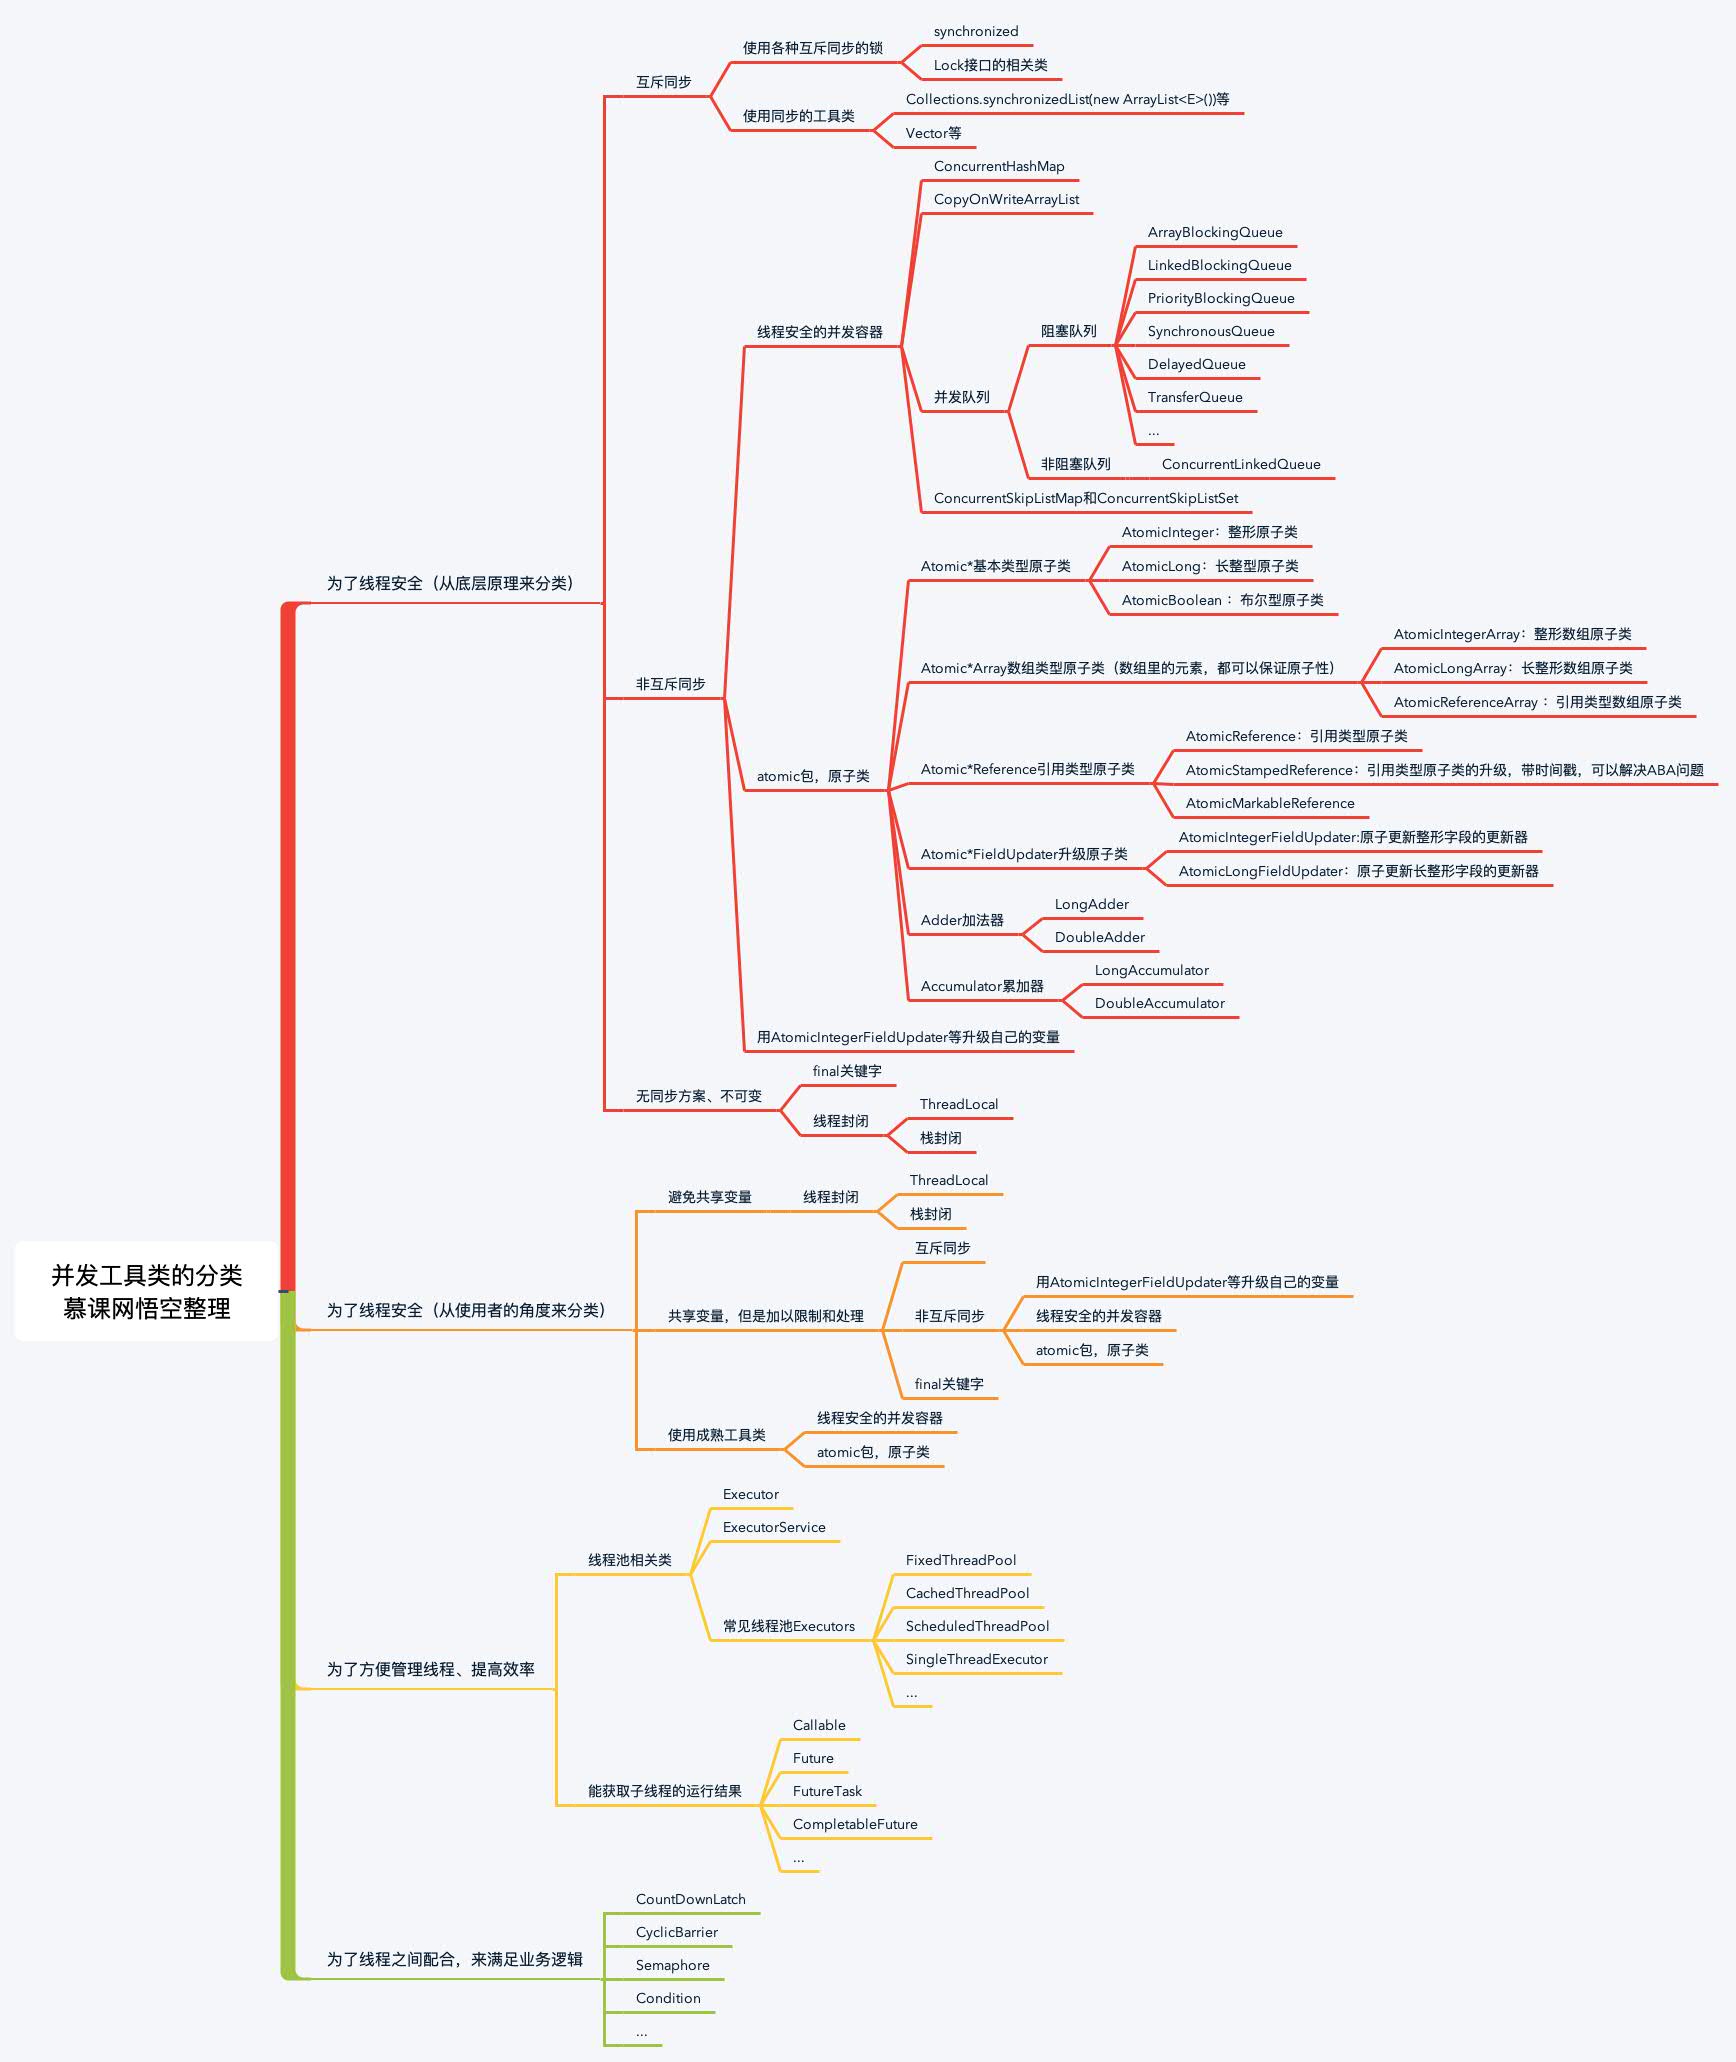 并发工具类的分类
慕课网悟空整理
为了线程安全（从底层原理来分类）
互斥同步
使用各种互斥同步的锁
synchronized
Lock接口的相关类
使用同步的工具类
Collections.synchronizedList(new ArrayList<E>())等
Vector等
非互斥同步
线程安全的并发容器
ConcurrentHashMap
CopyOnWriteArrayList
并发队列
阻塞队列
ArrayBlockingQueue
LinkedBlockingQueue
PriorityBlockingQueue
SynchronousQueue
DelayedQueue
TransferQueue
...
非阻塞队列
ConcurrentLinkedQueue
ConcurrentSkipListMap和ConcurrentSkipListSet
atomic包，原子类
Atomic*基本类型原子类
AtomicInteger：整形原子类
AtomicLong：长整型原子类
AtomicBoolean ：布尔型原子类
Atomic*Array数组类型原子类（数组里的元素，都可以保证原子性）
AtomicIntegerArray：整形数组原子类
AtomicLongArray：长整形数组原子类
AtomicReferenceArray ：引用类型数组原子类
Atomic*Reference引用类型原子类
AtomicReference：引用类型原子类
AtomicStampedReference：引用类型原子类的升级，带时间戳，可以解决ABA问题
AtomicMarkableReference
Atomic*FieldUpdater升级原子类
AtomicIntegerFieldUpdater:原子更新整形字段的更新器
AtomicLongFieldUpdater：原子更新长整形字段的更新器
Adder加法器
LongAdder
DoubleAdder
Accumulator累加器
LongAccumulator
DoubleAccumulator
用AtomicIntegerFieldUpdater等升级自己的变量
无同步方案、不可变
final关键字
线程封闭
ThreadLocal
栈封闭
为了线程安全（从使用者的角度来分类）
避免共享变量
线程封闭
ThreadLocal
栈封闭
共享变量，但是加以限制和处理
互斥同步
非互斥同步
用AtomicIntegerFieldUpdater等升级自己的变量
线程安全的并发容器
atomic包，原子类
final关键字
使用成熟工具类
线程安全的并发容器
atomic包，原子类
为了方便管理线程、提高效率
线程池相关类
Executor
ExecutorService
常见线程池Executors
FixedThreadPool
CachedThreadPool
ScheduledThreadPool
SingleThreadExecutor
...
能获取子线程的运行结果
Callable
Future
FutureTask
CompletableFuture
...
为了线程之间配合，来满足业务逻辑
CountDownLatch
CyclicBarrier
Semaphore
Condition
...